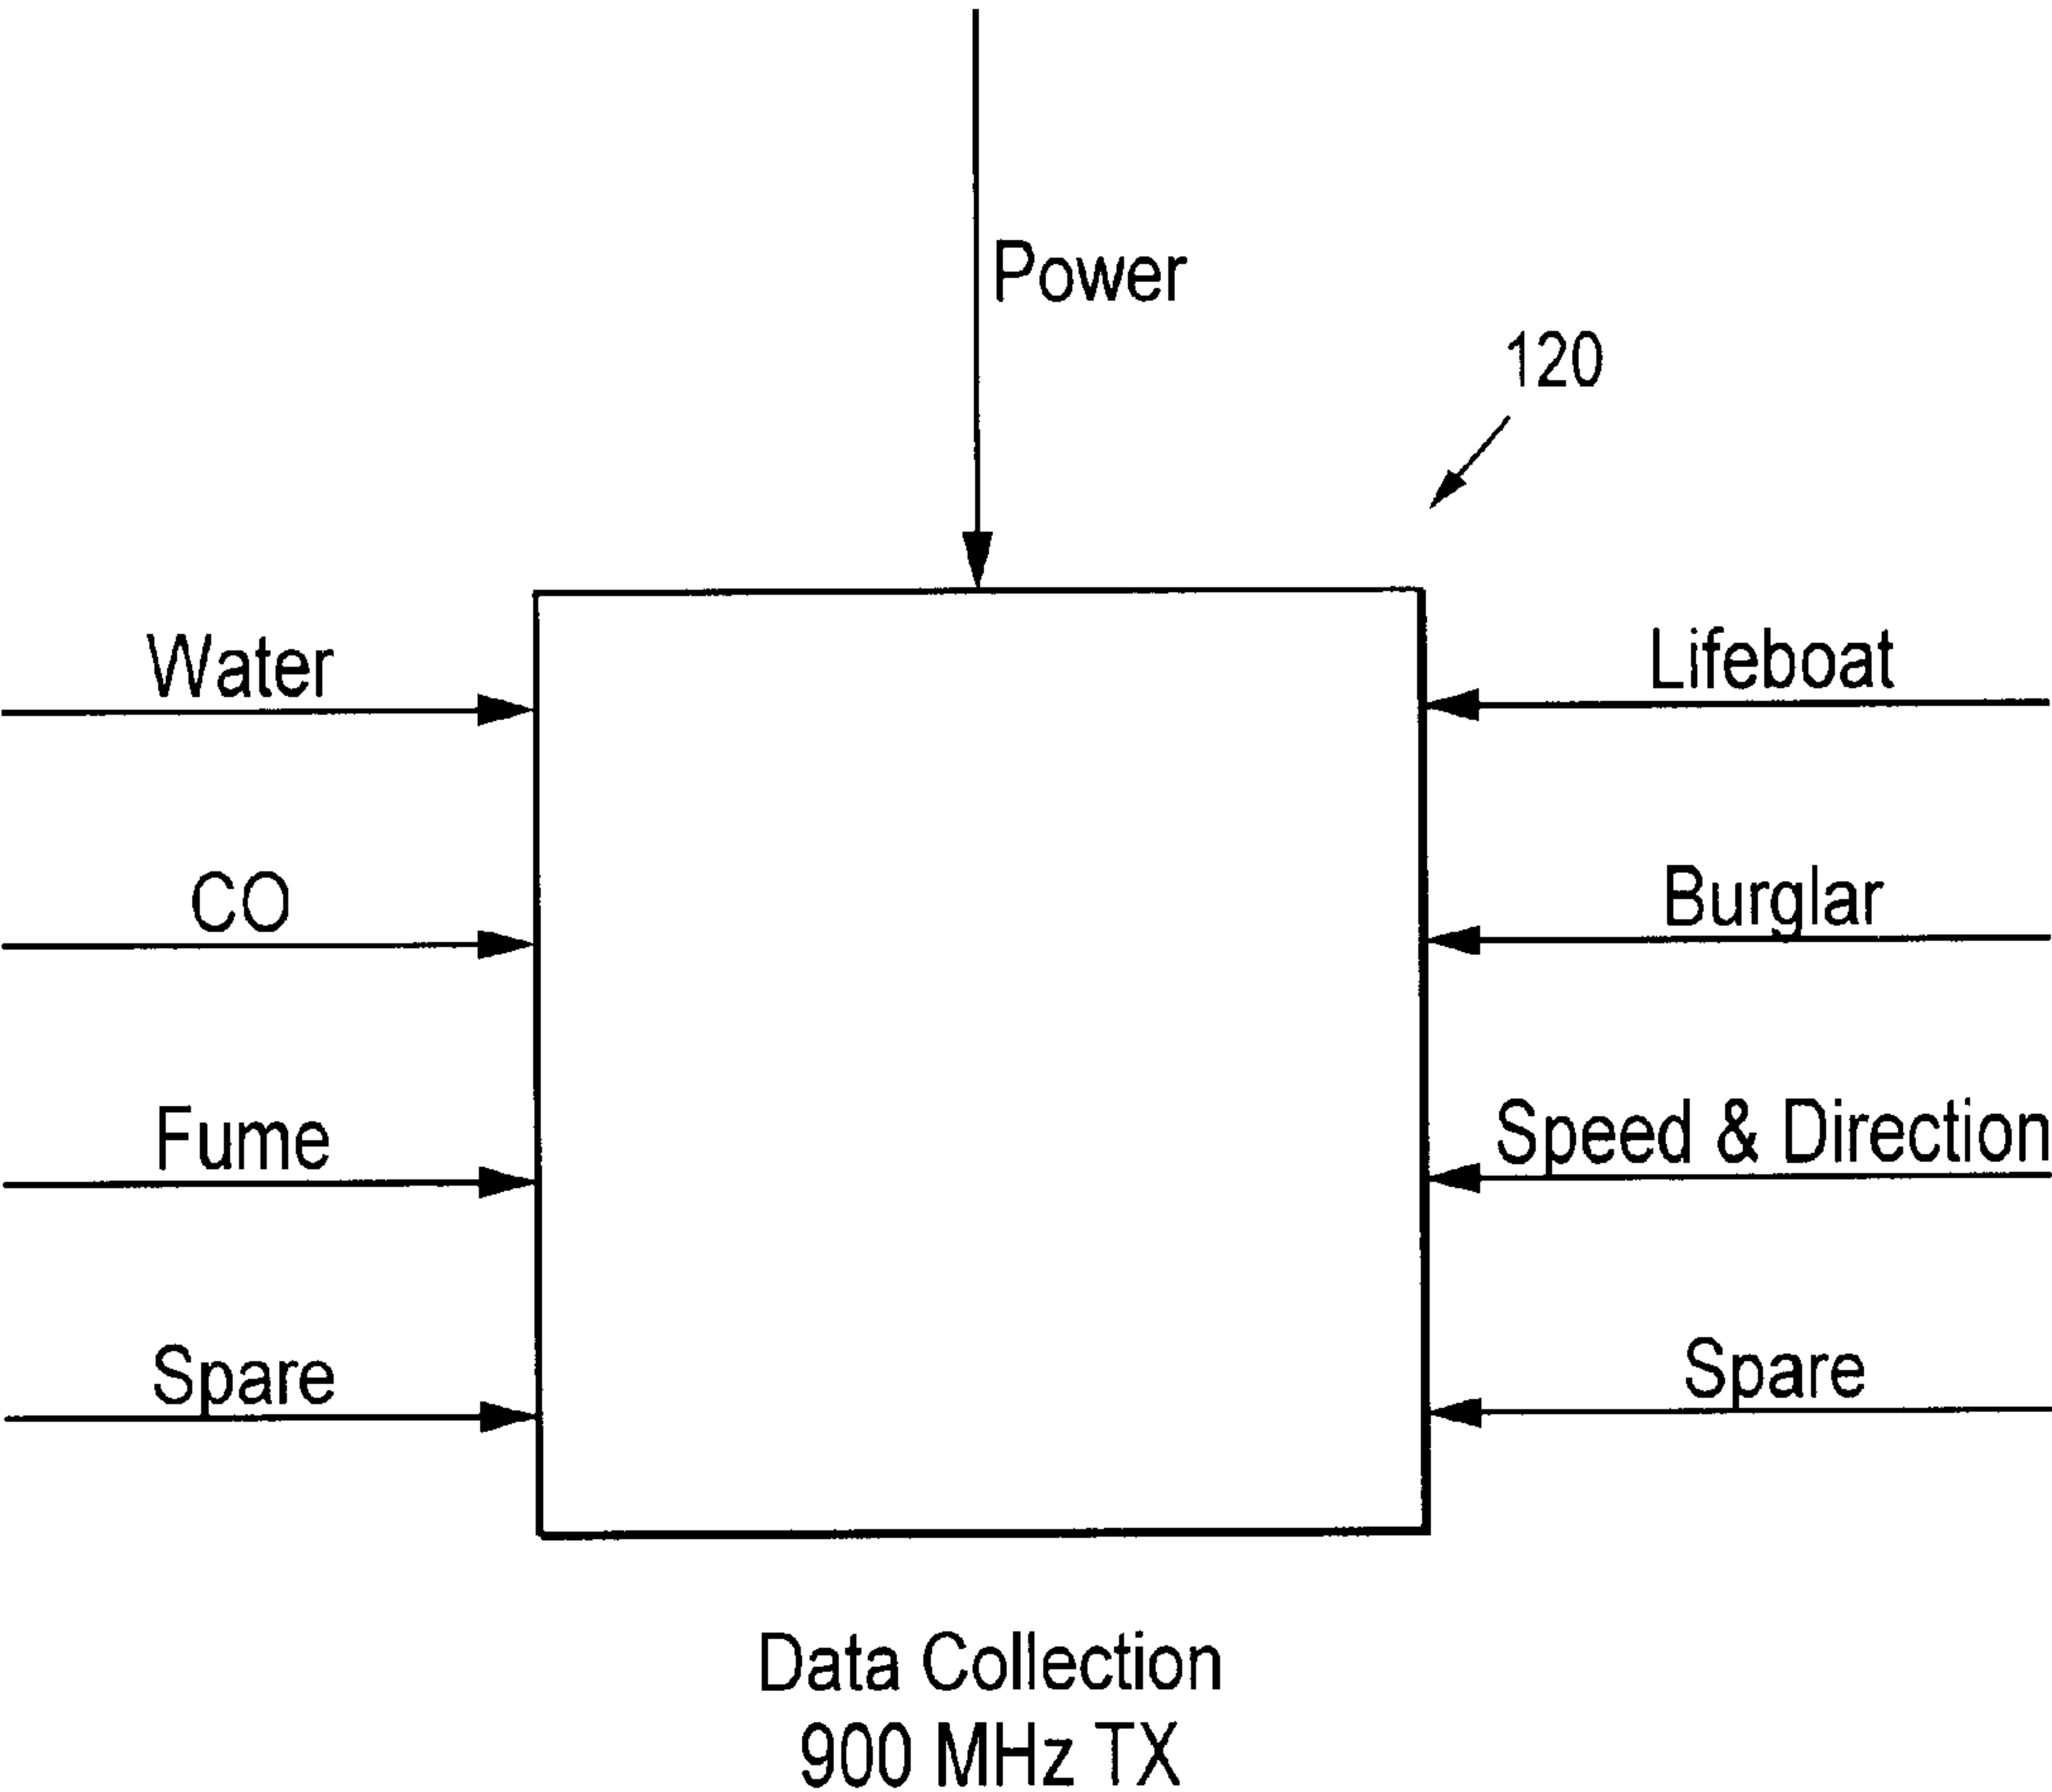 Power
120
Water
Lifeboat
CO
Burglar
Fume
Speed & Direction
Spare
Spare
Data Collection
900 MHz TX